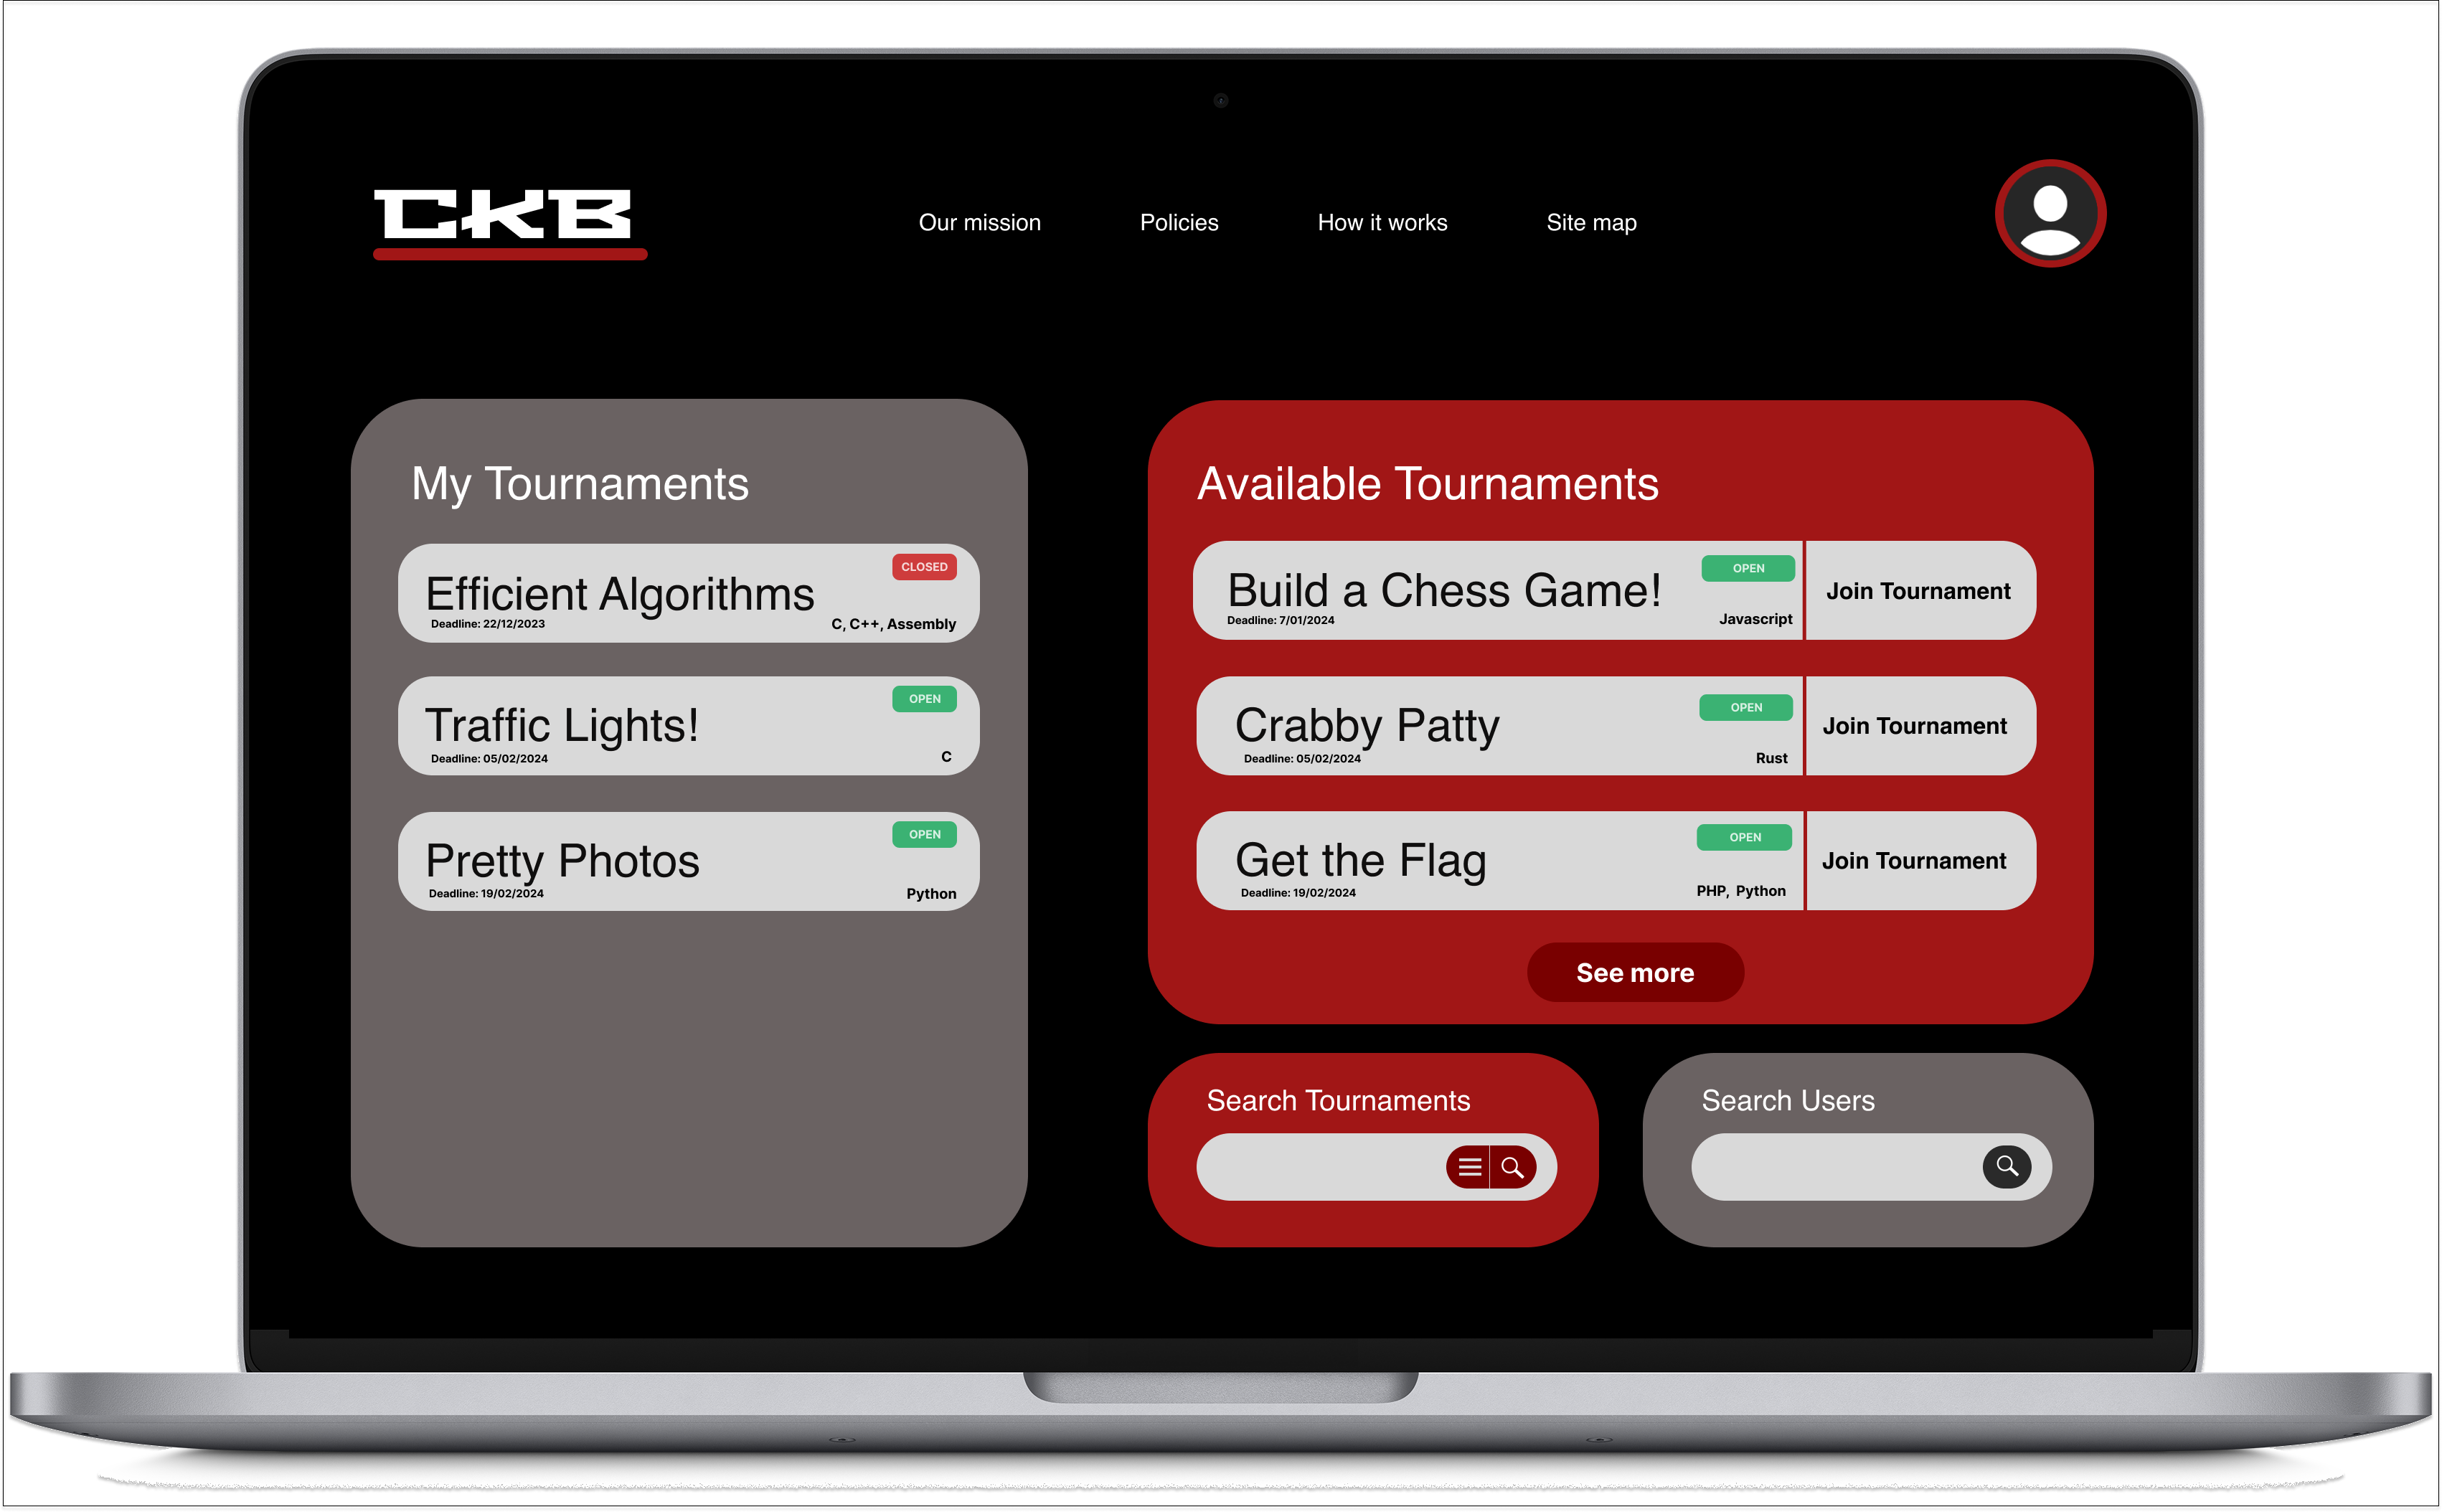 CKB
Our mission
Policies
How it works
Site map
My Tournaments
CLOSED
Efficient Algorithms
Deadline: 22/12/2023
C, C++, Assembly
OPEN
Traffic Lights!
Deadline: 05/02/2024
C
OPEN
Pretty Photos
Deadline: 19/02/2024
Python
Available Tournaments
OPEN
Build a Chess Game!
Join Tournament
Deadline: 7/01/2024
Javascript
OPEN
Crabby Patty
Join Tournament
Deadline: 05/02/2024
Rust
OPEN
Get the Flag
Join Tournament
Deadline: 19/02/2024
PHP, Python
See more
Search Tournaments
Search Users